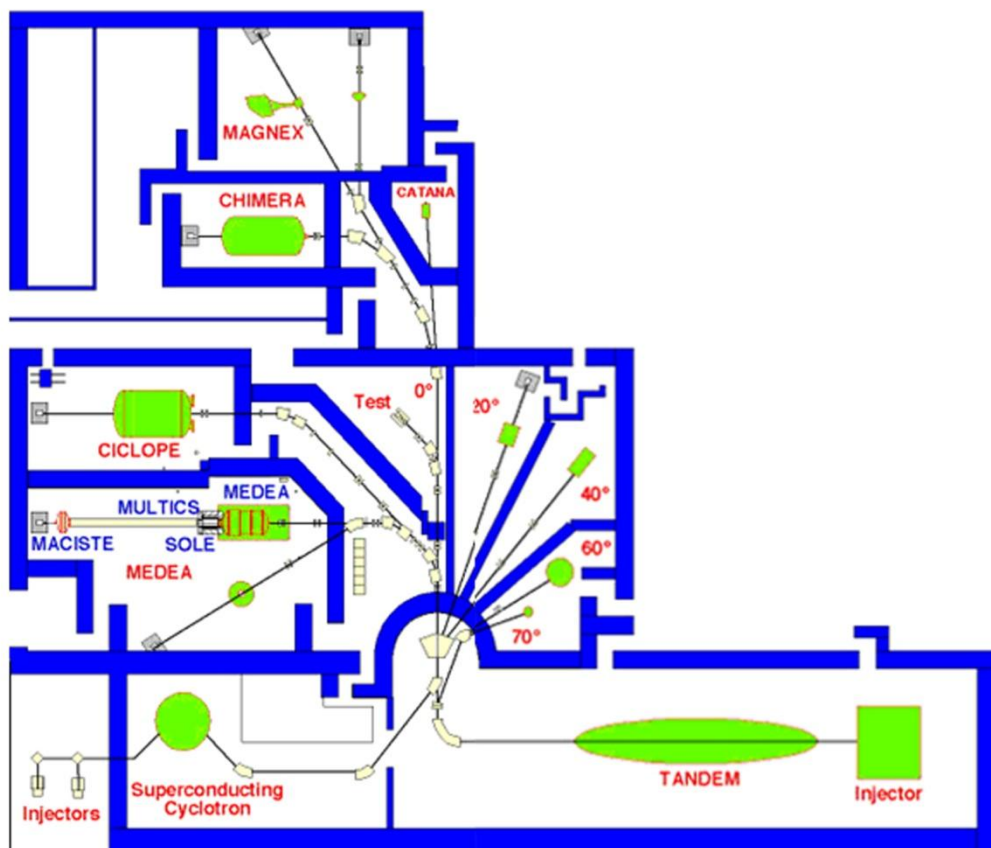 MAGNEX
CHIMERA
CATANA
0°
20°
Test
CICLOPE
40°
MEDEA
MULTICS
SOLE
MACISTE
MEDEA
60°
70°
TANDEM
Superconducting
Cyclotron
Injectors
Injector